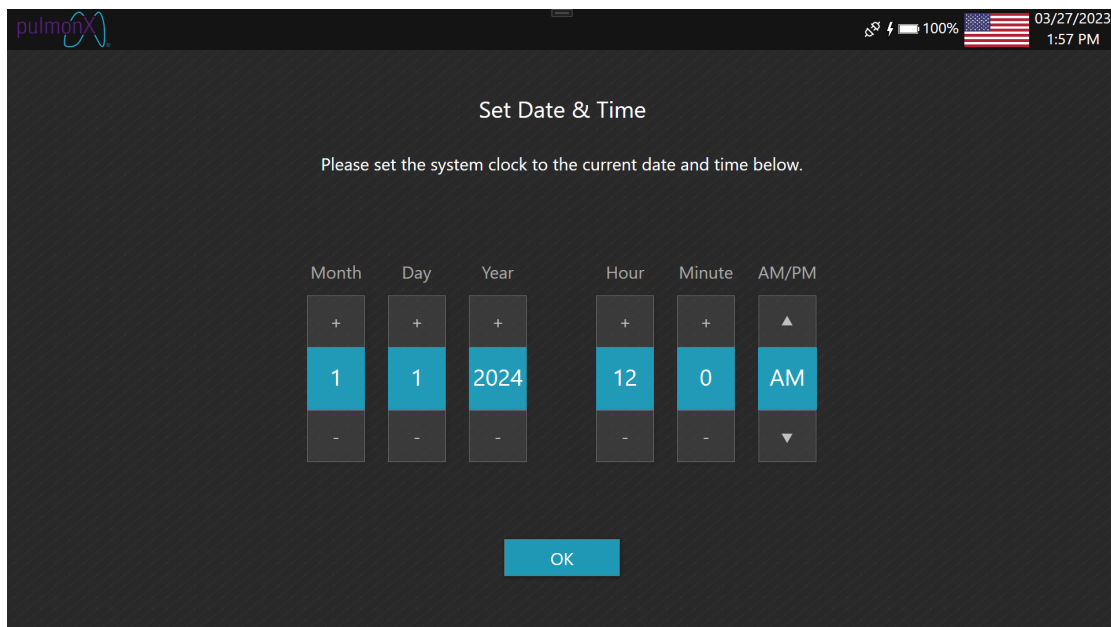 pulmonX
100%
03/27/2023
1:57 PM
Set Date & Time
Please set the system clock to the current date and time below.
Month Day Year Hour Minute AM/PM
+ + + + + ▲
1 1 2024 12 0 AM
- - - - - ▼
OK